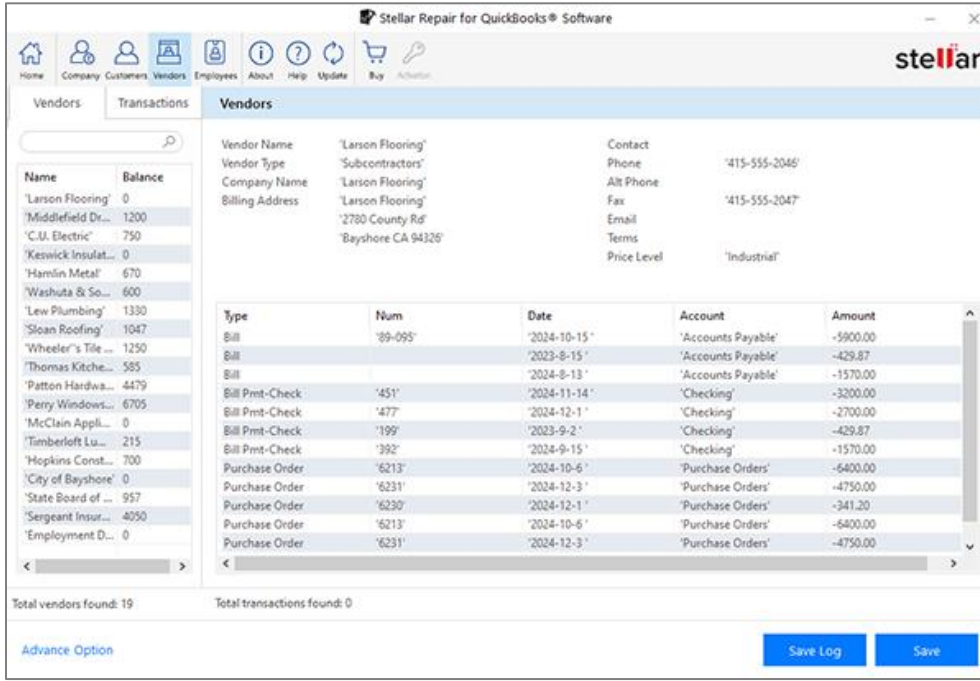 Stellar Repair for QuickBooks® Software
Home Company Customers Vendors Employees About Help Update Buy Activation
stellar
Vendors Transactions
Vendors
Name Balance
'Larson Flooring' 0
'Middlefield Dr... 1200
'C.U. Electric' 750
'Keswick Insulat... 0
'Hamlin Metal' 670
'Washuta & So... 600
'Lew Plumbing' 1330
'Sloan Roofing' 1047
'Wheeler''s Tile ... 1250
'Thomas Kitche... 585
'Patton Hardwa... 4479
'Perry Windows... 6705
'McClain Appli... 0
'Timberloft Lu... 215
'Hopkins Const... 700
'City of Bayshore' 0
'State Board of ... 957
'Sergeant Insur... 4050
'Employment D... 0
Vendor Name 'Larson Flooring' Contact
Vendor Type 'Subcontractors' Phone '415-555-2046'
Company Name 'Larson Flooring' Alt Phone
Billing Address 'Larson Flooring' Fax '415-555-2047'
'2780 County Rd' Email
'Bayshore CA 94326' Terms
Price Level 'Industrial'
Type Num Date Account Amount
Bill '89-095' '2024-10-15 ' 'Accounts Payable' -5900.00
Bill '2023-8-15 ' 'Accounts Payable' -429.87
Bill '2024-8-13 ' 'Accounts Payable' -1570.00
Bill Pmt-Check '451' '2024-11-14 ' 'Checking' -3200.00
Bill Pmt-Check '477' '2024-12-1 ' 'Checking' -2700.00
Bill Pmt-Check '199' '2023-9-2 ' 'Checking' -429.87
Bill Pmt-Check '392' '2024-9-15 ' 'Checking' -1570.00
Purchase Order '6213' '2024-10-6 ' 'Purchase Orders' -6400.00
Purchase Order '6231' '2024-12-3 ' 'Purchase Orders' -4750.00
Purchase Order '6230' '2024-12-1 ' 'Purchase Orders' -341.20
Purchase Order '6213' '2024-10-6 ' 'Purchase Orders' -6400.00
Purchase Order '6231' '2024-12-3 ' 'Purchase Orders' -4750.00
Total vendors found: 19 Total transactions found: 0
Advance Option Save Log Save